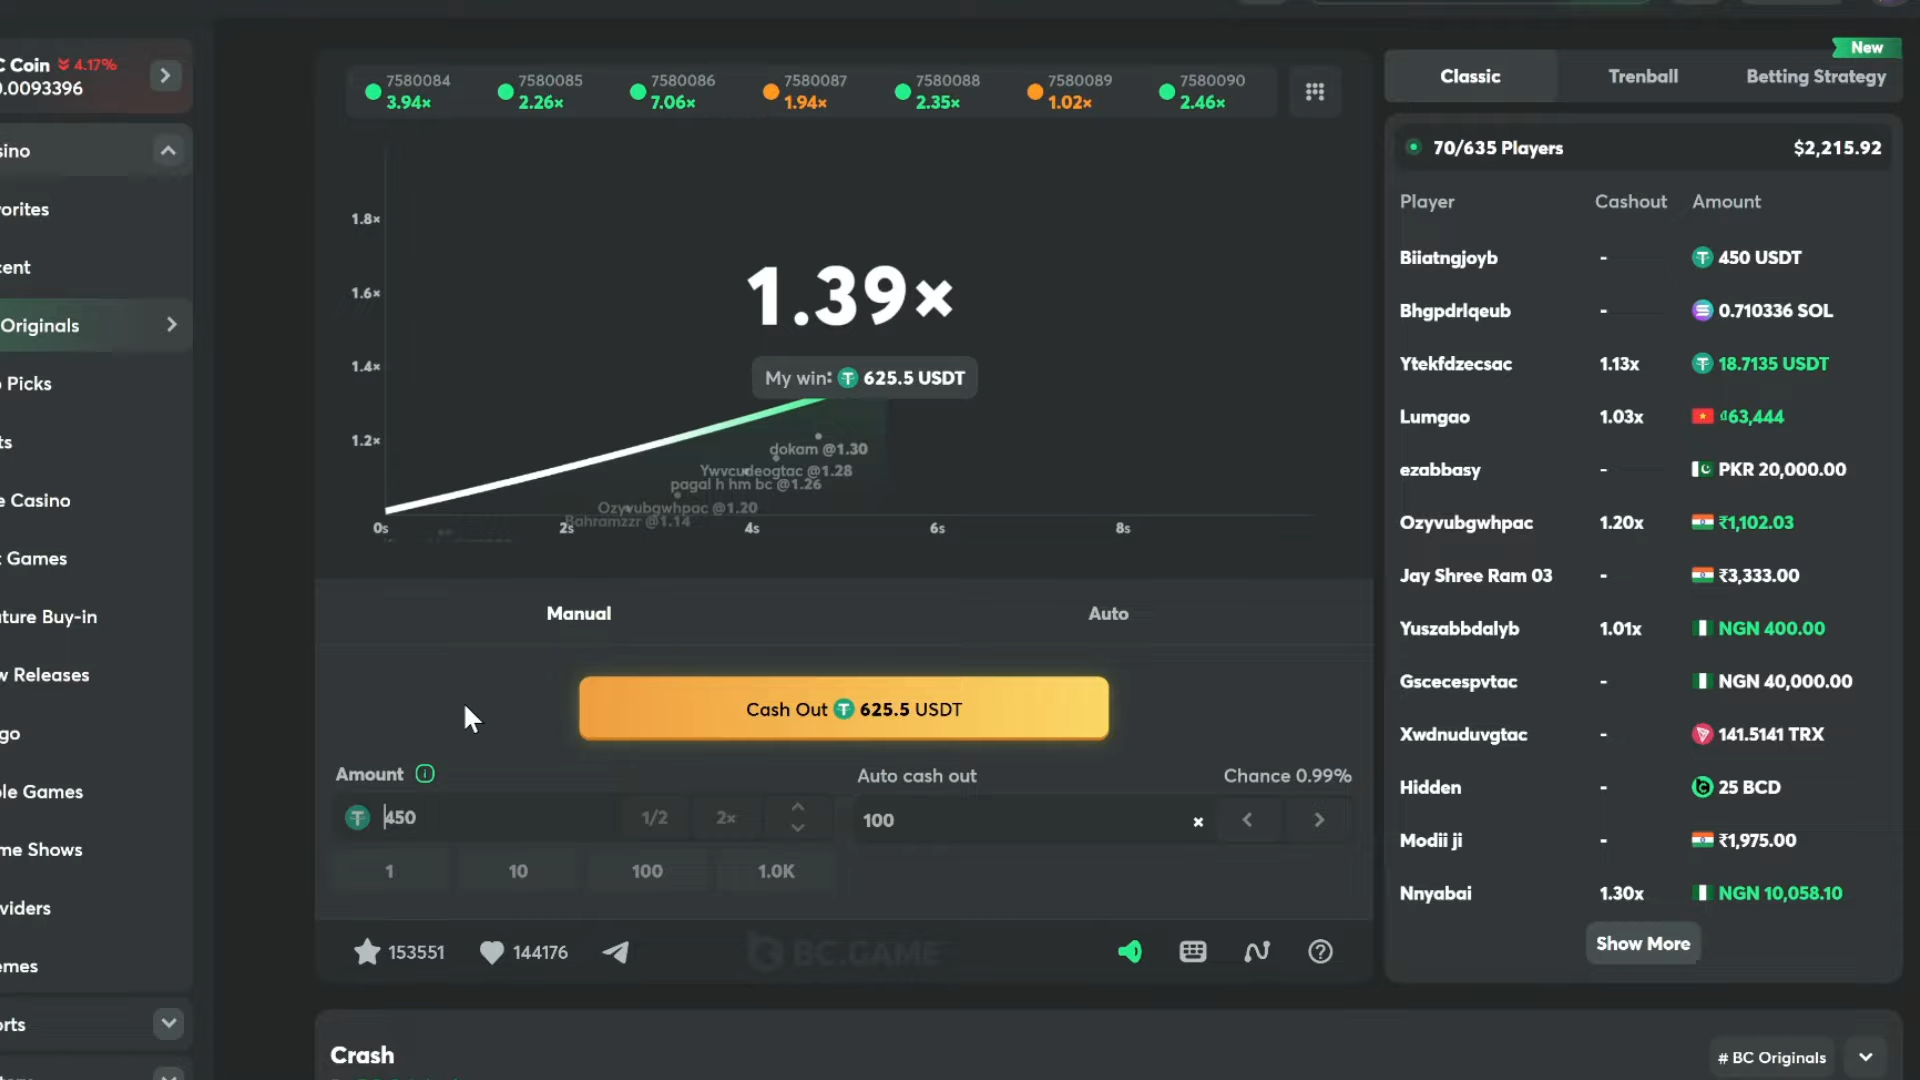 C Coin 4.17%
0.0093396
sino
orites
cent
Originals
Picks
ts
e Casino
t Games
ture Buy-in
w Releases
go
ble Games
me Shows
viders
emes
orts
7580084
3.94×
7580085
2.26×
7580086
7.06×
7580087
1.94×
7580088
2.35×
7580089
1.02×
7580090
2.46×
1.8×
1.6×
1.4×
1.2×
1.39×
My win: 625.5 USDT
dokam @1.30
Ywvcudeogtac @1.28
pagal h hm bc @1.26
Ozyvubgwhpac @1.20
Bahramzzr @1.14
0s 2s 4s 6s 8s
Manual Auto
Cash Out 625.5 USDT
Amount
450 1/2 2×
1 10 100 1.0K
Auto cash out Chance 0.99%
100 ×
153551 144176
BC.GAME
Crash
# BC Originals
New
Classic Trenball Betting Strategy
70/635 Players $2,215.92
Player Cashout Amount
Biiatngjoyb - 450 USDT
Bhgpdrlqeub - 0.710336 SOL
Ytekfdzecsac 1.13x 18.7135 USDT
Lumgao 1.03x ₫63,444
ezabbasy - PKR 20,000.00
Ozyvubgwhpac 1.20x ₹1,102.03
Jay Shree Ram 03 - ₹3,333.00
Yuszabbdalyb 1.01x NGN 400.00
Gscecespvtac - NGN 40,000.00
Xwdnuduvgtac - 141.5141 TRX
Hidden - 25 BCD
Modii ji - ₹1,975.00
Nnyabai 1.30x NGN 10,058.10
Show More